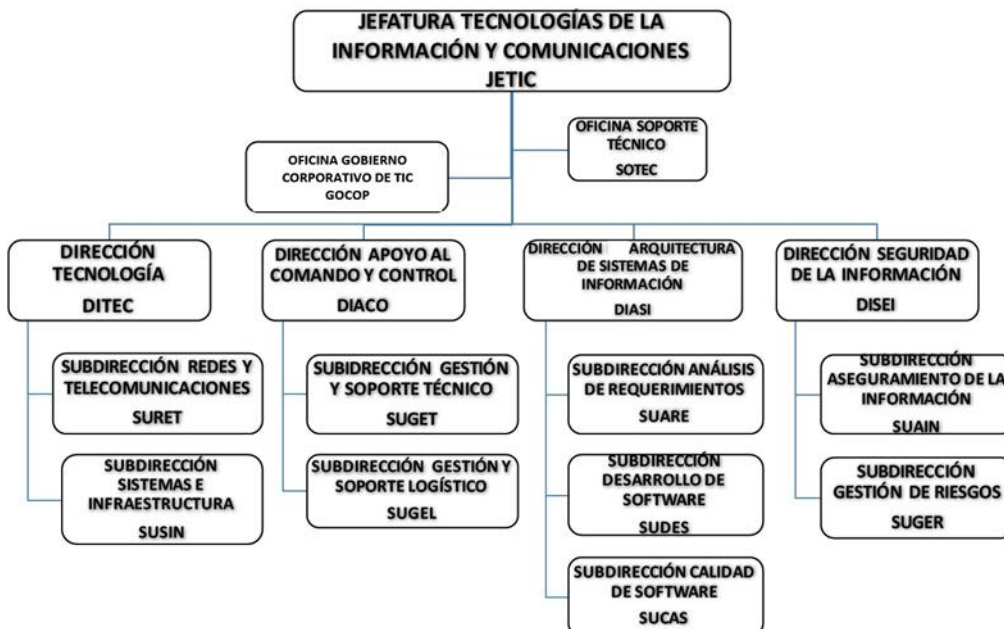 JEFATURA TECNOLOGÍAS DE LA
INFORMACIÓN Y COMUNICACIONES
JETIC
OFICINA SOPORTE
TÉCNICO
SOTEC
OFICINA GOBIERNO
CORPORATIVO DE TIC
GOCOP
DIRECCIÓN
TECNOLOGÍA
DITEC
SUBDIRECCIÓN REDES Y
TELECOMUNICACIONES
SURET
SUBDIRECCIÓN
SISTEMAS E
INFRAESTRUCTURA
SUSIN
DIRECCIÓN APOYO AL
COMANDO Y CONTROL
DIACO
SUBIDRECCIÓN GESTIÓN
Y SOPORTE TÉCNICO
SUGET
SUBDIRECCIÓN GESTIÓN Y
SOPORTE LOGÍSTICO
SUGEL
DIRECCIÓN ARQUITECTURA
DE SISTEMAS DE
INFORMACIÓN
DIASI
SUBDIRECCIÓN ANÁLISIS
DE REQUERIMIENTOS
SUARE
SUBDIRECCIÓN
DESARROLLO DE
SOFTWARE
SUDES
SUBDIRECCIÓN CALIDAD
DE SOFTWARE
SUCAS
DIRECCIÓN SEGURIDAD
DE LA INFORMACIÓN
DISEI
SUBDIRECCIÓN
ASEGURAMIENTO DE LA
INFORMACIÓN
SUAIN
SUBDIRECCIÓN
GESTIÓN DE RIESGOS
SUGER